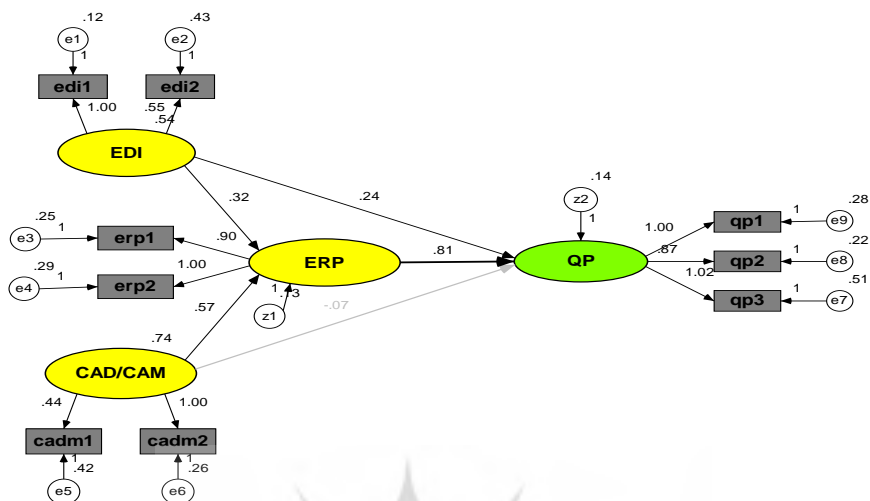 .12
.43
e1
e2
1
1
edi1
edi2
1.00
.55
.54
EDI
.24
.14
.32
z2
.28
.25
1
1
e3
1
erp1
.90
1.00
qp1
e9
.29
.81
.87
.22
1
ERP
QP
qp2
1
e8
e4
erp2
1.00
1.02
.51
1
.13
.57
z1
-.07
qp3
1
e7
.74
CAD/CAM
.44
1.00
cadm1
cadm2
1
1
.42
.26
e5
e6